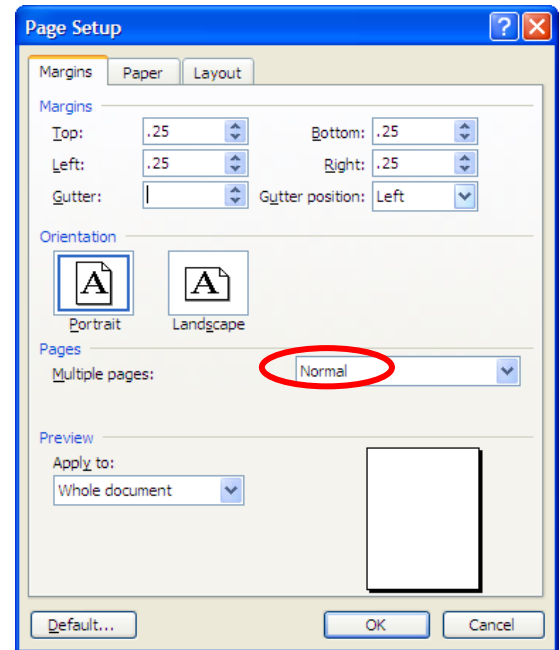 Page Setup
Margins Paper Layout
Margins
Top: .25 Bottom: .25
Left: .25 Right: .25
Gutter: Gutter position: Left
Orientation
A A
Portrait Landscape
Pages
Multiple pages: Normal
Preview
Apply to:
Whole document
Default... OK Cancel